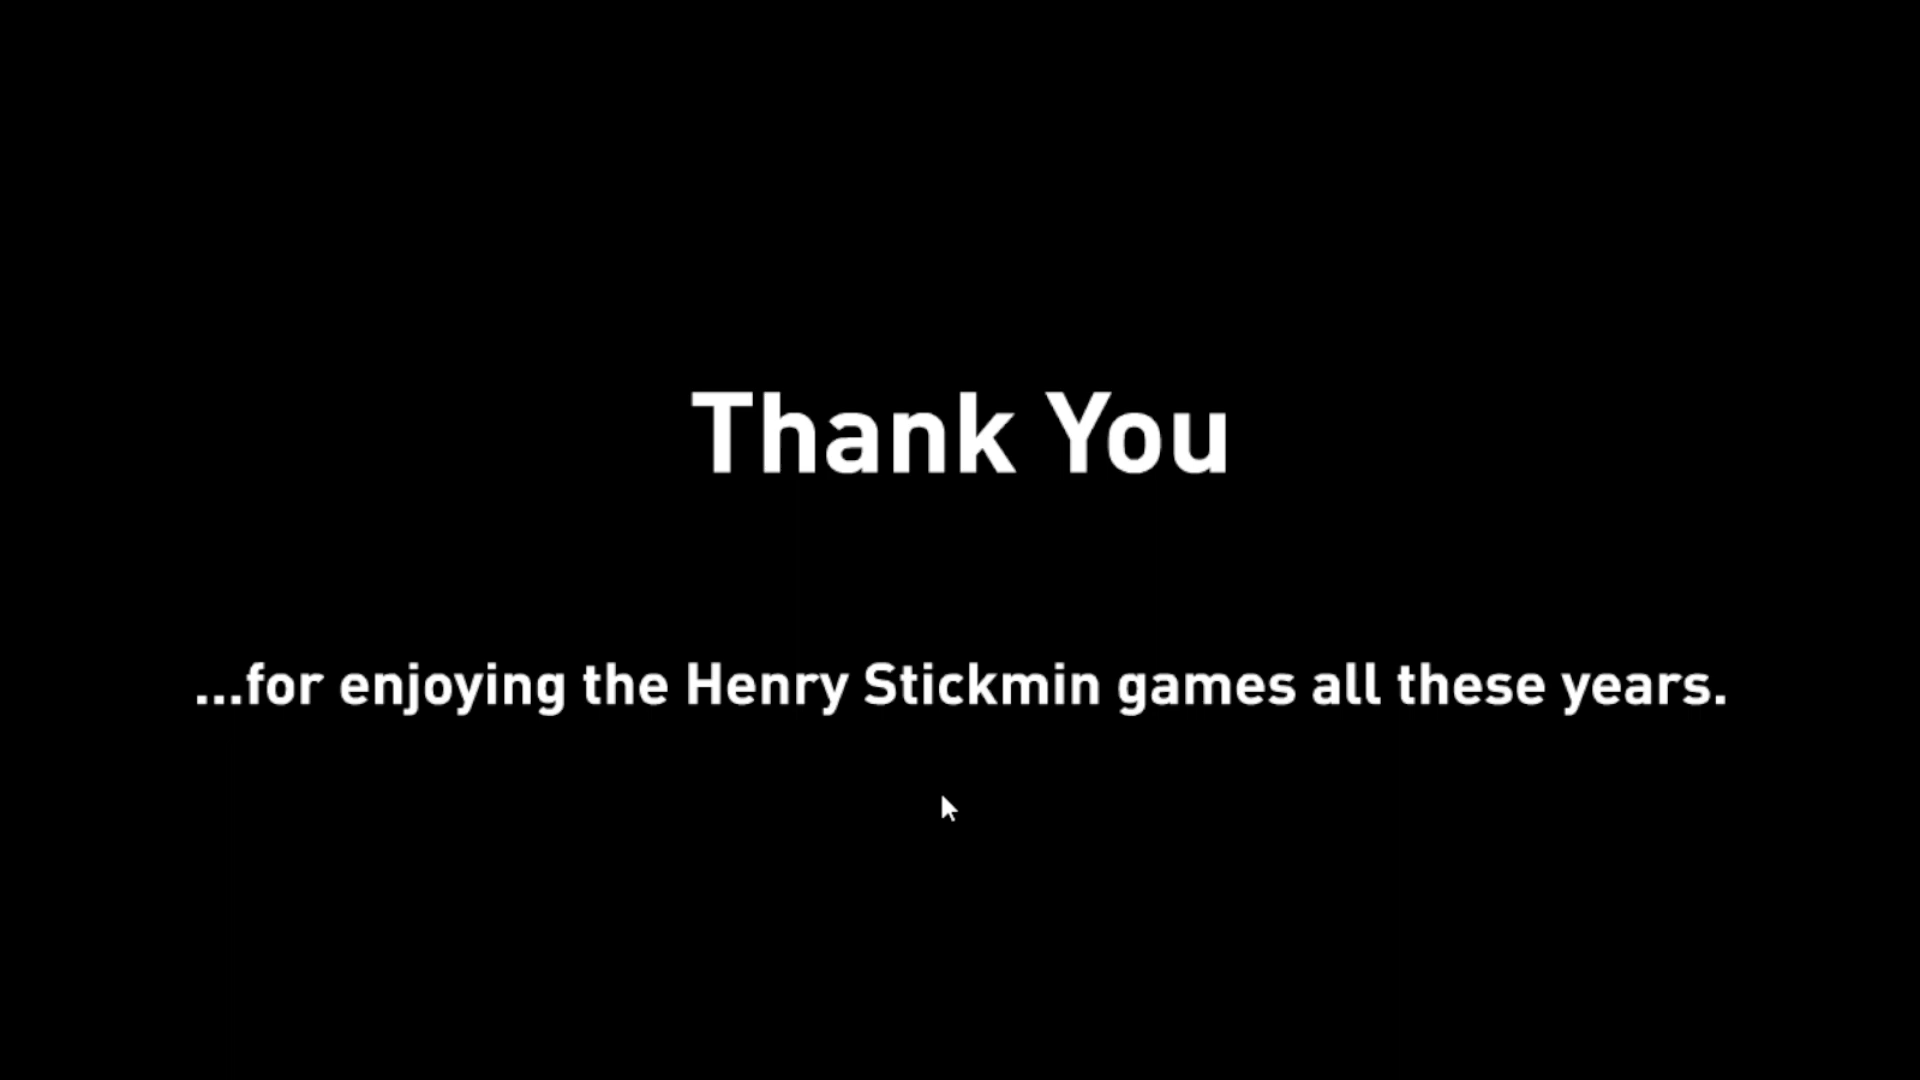 Thank You
...for enjoying the Henry Stickmin games all these years.